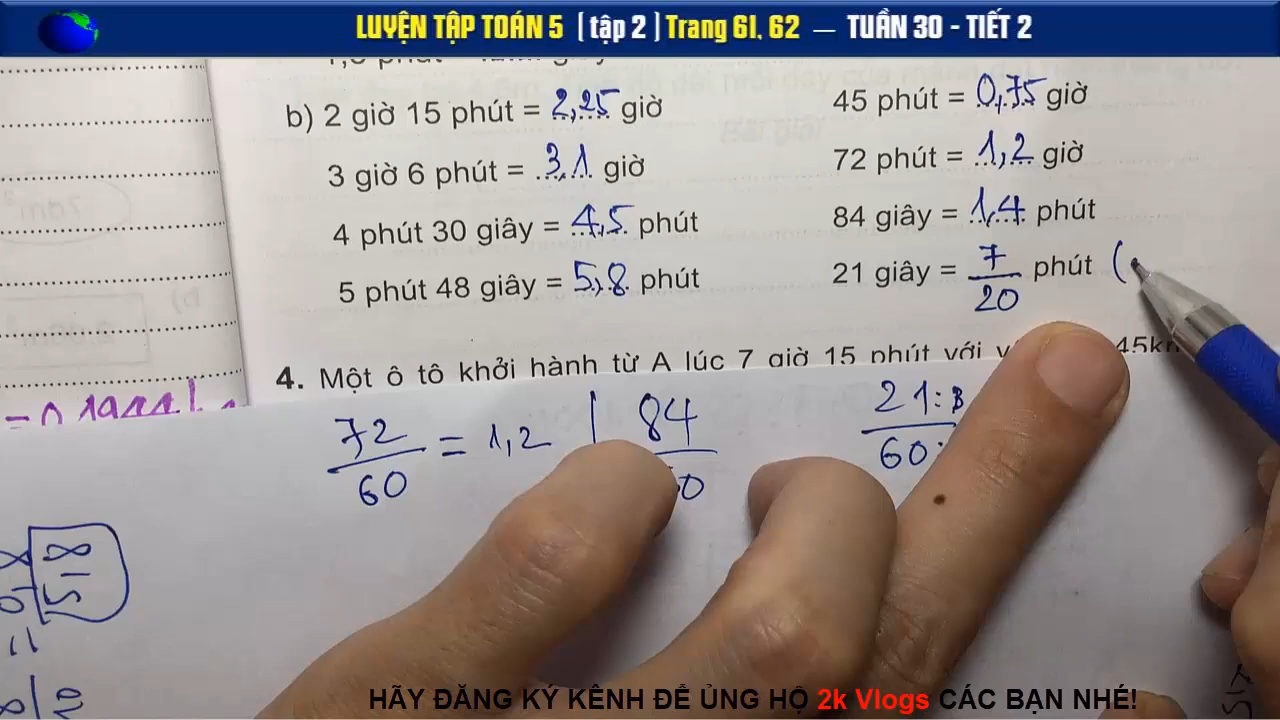 LUYỆN TẬP TOÁN 5 ( tập 2 ) Trang 61, 62 — TUẦN 30 - TIẾT 2
b) 2 giờ 15 phút = 2,25 giờ
45 phút = 0,75 giờ
3 giờ 6 phút = 3,1 giờ
72 phút = 1,2 giờ
4 phút 30 giây = 4,5 phút
84 giây = 1,4 phút
5 phút 48 giây = 5,8 phút
21 giây = 7/20 phút (
4. Một ô tô khởi hành từ A lúc 7 giờ 15 phút với
72/60 = 1,2
84
21:3
60:
HÃY ĐĂNG KÝ KÊNH ĐỂ ỦNG HỘ 2k Vlogs CÁC BẠN NHÉ!